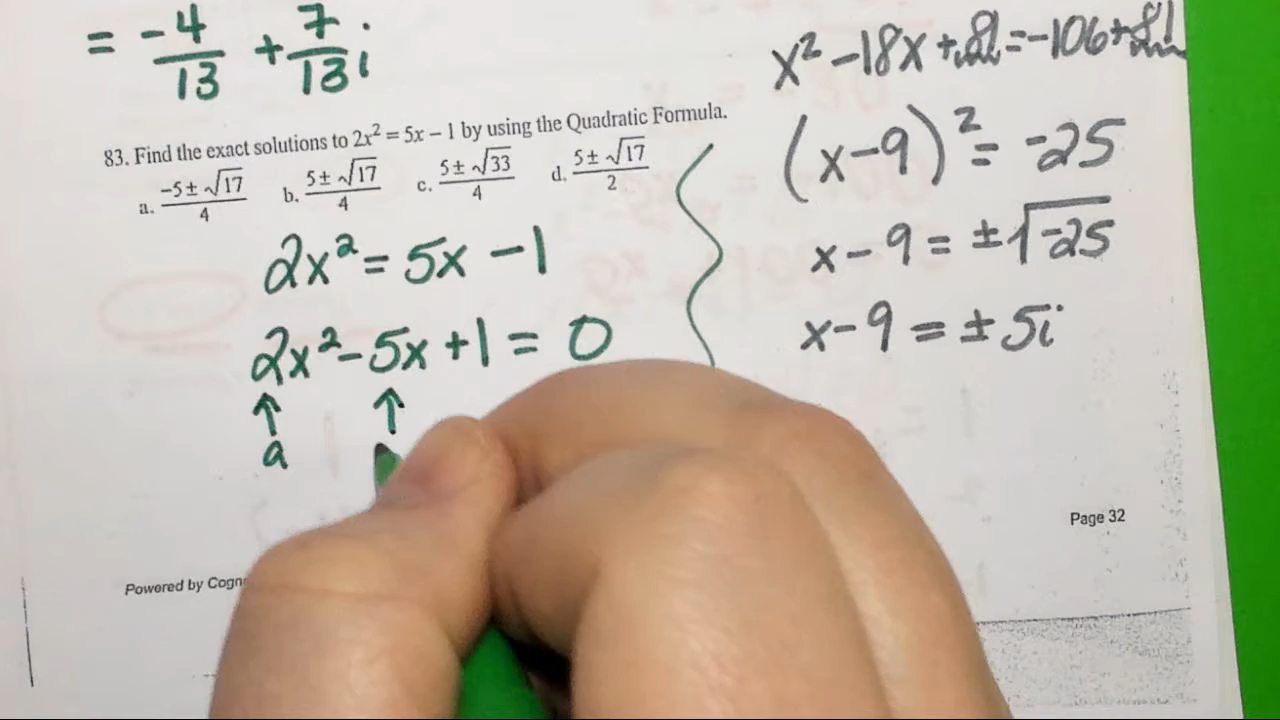 = -4/13 + 7/13 i
83. Find the exact solutions to 2x² = 5x – 1 by using the Quadratic Formula.
a. (-5 ± √17)/4 b. (5 ± √17)/4 c. (5 ± √33)/4 d. (5 ± √17)/2
2x² = 5x - 1
2x² - 5x + 1 = 0
↑ ↑
a
x² - 18x + 81 = -106 + 81
(x-9)² = -25
x - 9 = ±√-25
x - 9 = ± 5i
Page 32
Powered by